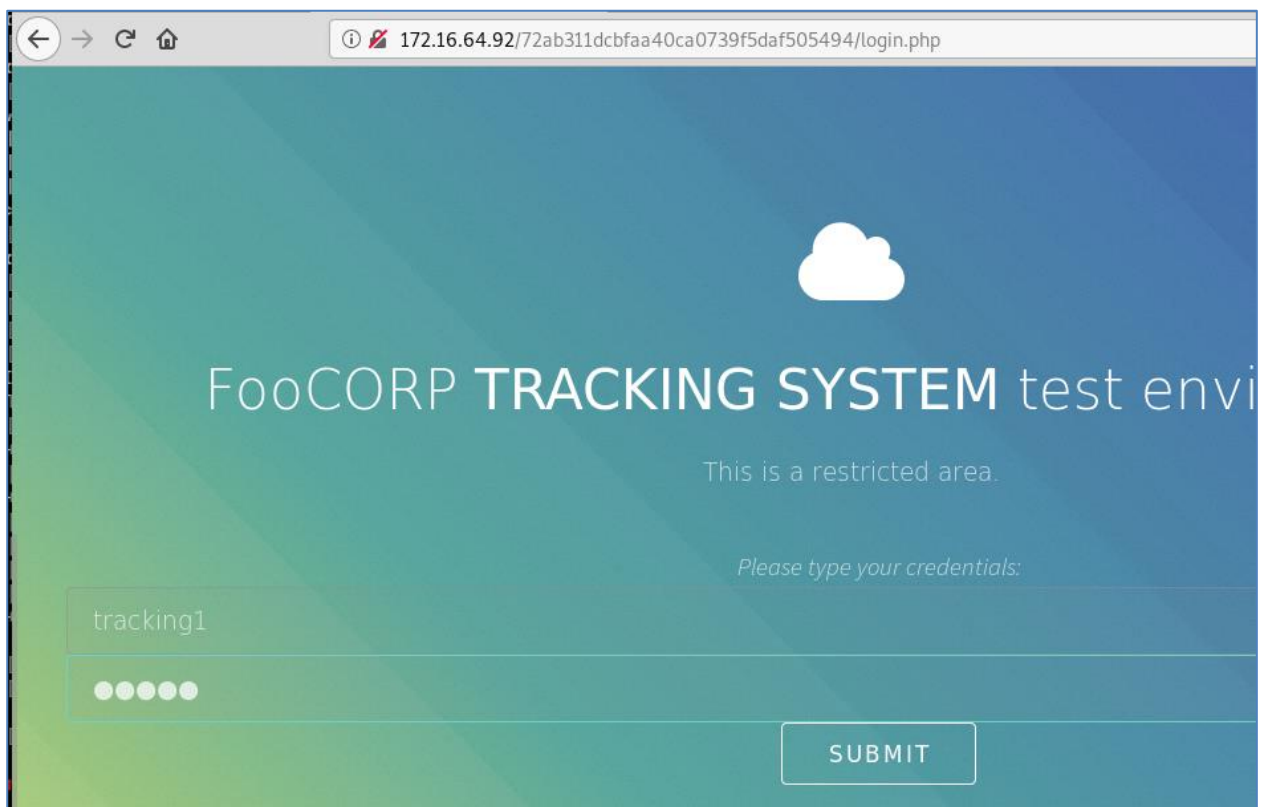 172.16.64.92/72ab311dcbfaa40ca0739f5daf505494/login.php
FooCORP TRACKING SYSTEM test envi
This is a restricted area.
Please type your credentials:
tracking1
●●●●●
SUBMIT